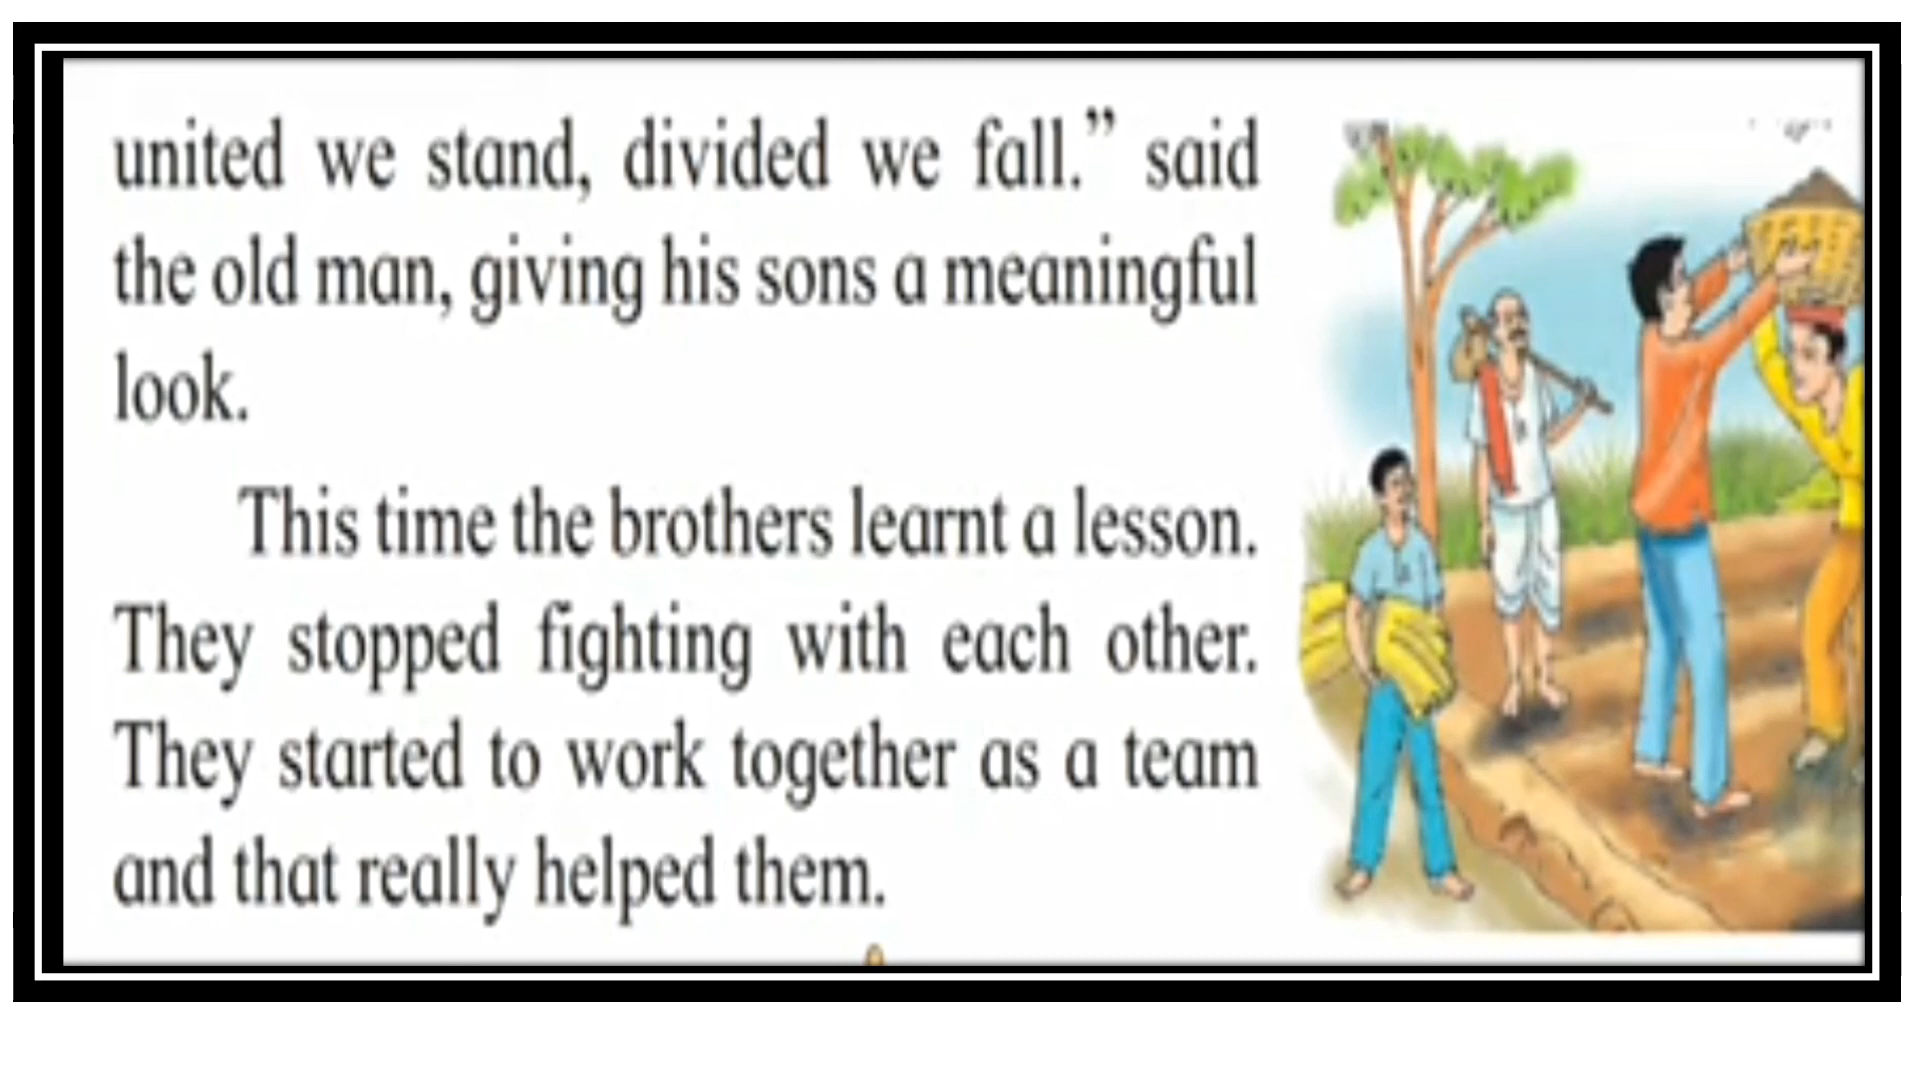 united we stand, divided we fall.” said
the old man, giving his sons a meaningful
look.
This time the brothers learnt a lesson.
They stopped fighting with each other.
They started to work together as a team
and that really helped them.